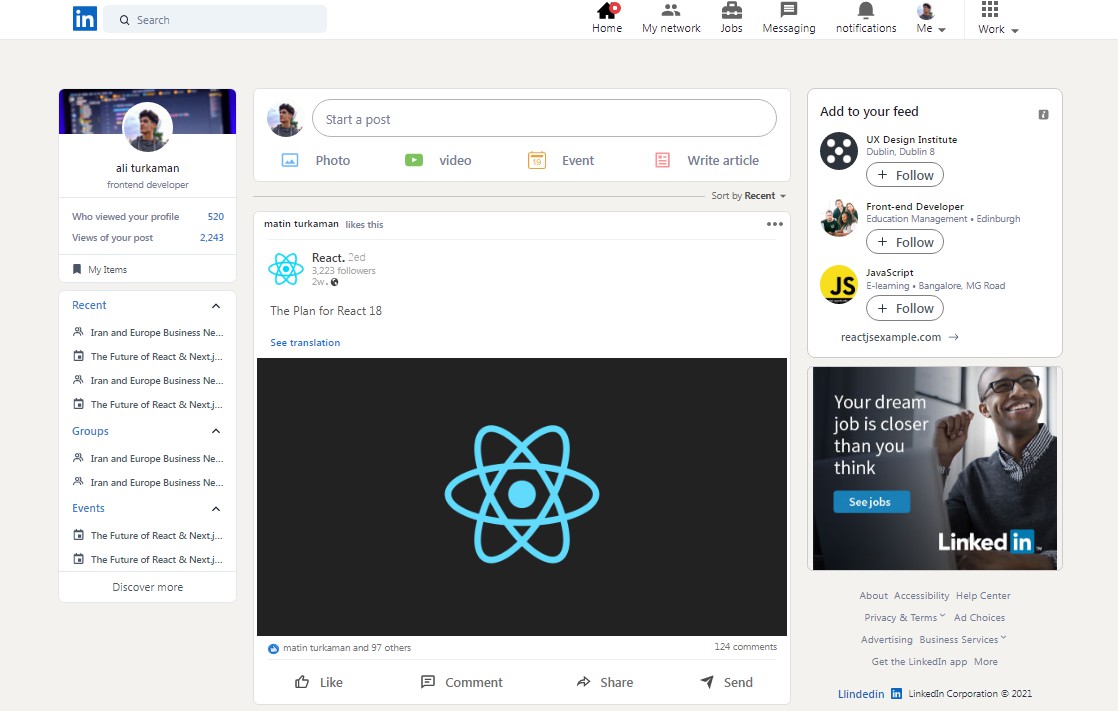 in
Search
Home
My network
Jobs
Messaging
notifications
Me
Work
ali turkaman
frontend developer
Who viewed your profile 520
Views of your post 2,243
My Items
Recent
Iran and Europe Business Ne...
The Future of React & Next.j...
Iran and Europe Business Ne...
The Future of React & Next.j...
Groups
Iran and Europe Business Ne...
Iran and Europe Business Ne...
Events
The Future of React & Next.j...
The Future of React & Next.j...
Discover more
Start a post
Photo
video
19
Event
Write article
Sort by Recent
matin turkaman likes this
React. 2ed
3,223 followers
2w.
The Plan for React 18
See translation
matin turkaman and 97 others
124 comments
Like
Comment
Share
Send
Add to your feed
UX Design Institute
Dublin, Dublin 8
+ Follow
Front-end Developer
Education Management • Edinburgh
+ Follow
JS
JavaScript
E-learning • Bangalore, MG Road
+ Follow
reactjsexample.com →
Your dream
job is closer
than you
think
See jobs
Linked in
About Accessibility Help Center
Privacy & Terms Ad Choices
Advertising Business Services
Get the LinkedIn app More
Llindedin in LinkedIn Corporation © 2021